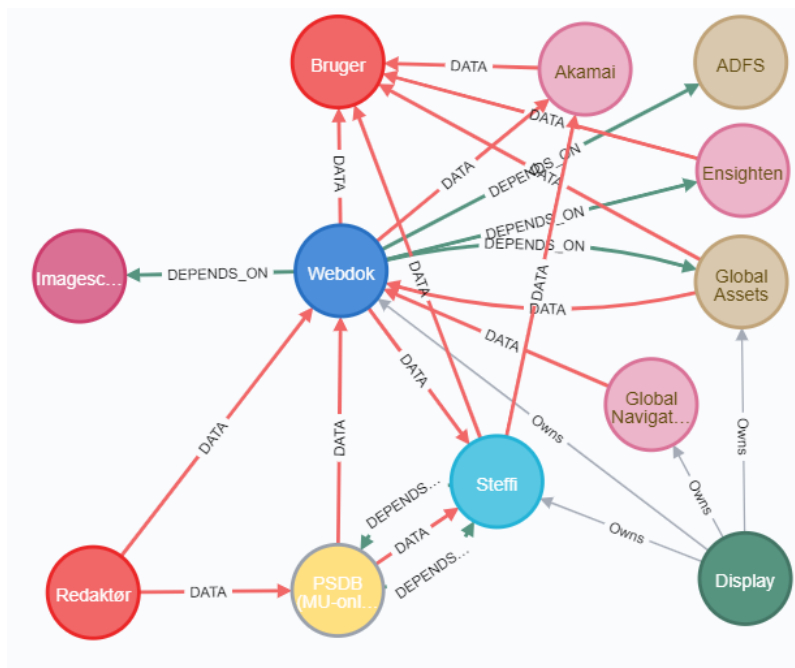 Bruger
DATA
Akamai
ADFS
DATA
DATA
DATA
DEPENDS_ON
DATA
Ensighten
DEPENDS_ON
Imagesc...
DEPENDS_ON
Webdok
DEPENDS_ON
Global
Assets
DATA
DATA
DATA
DATA
DATA
Global
Navigat...
DATA
DATA
Owns
Owns
Steffi
Owns
DEPENDS...
Owns
DATA
DEPENDS...
Redaktør
DATA
PSDB
(MU-onl...
Display